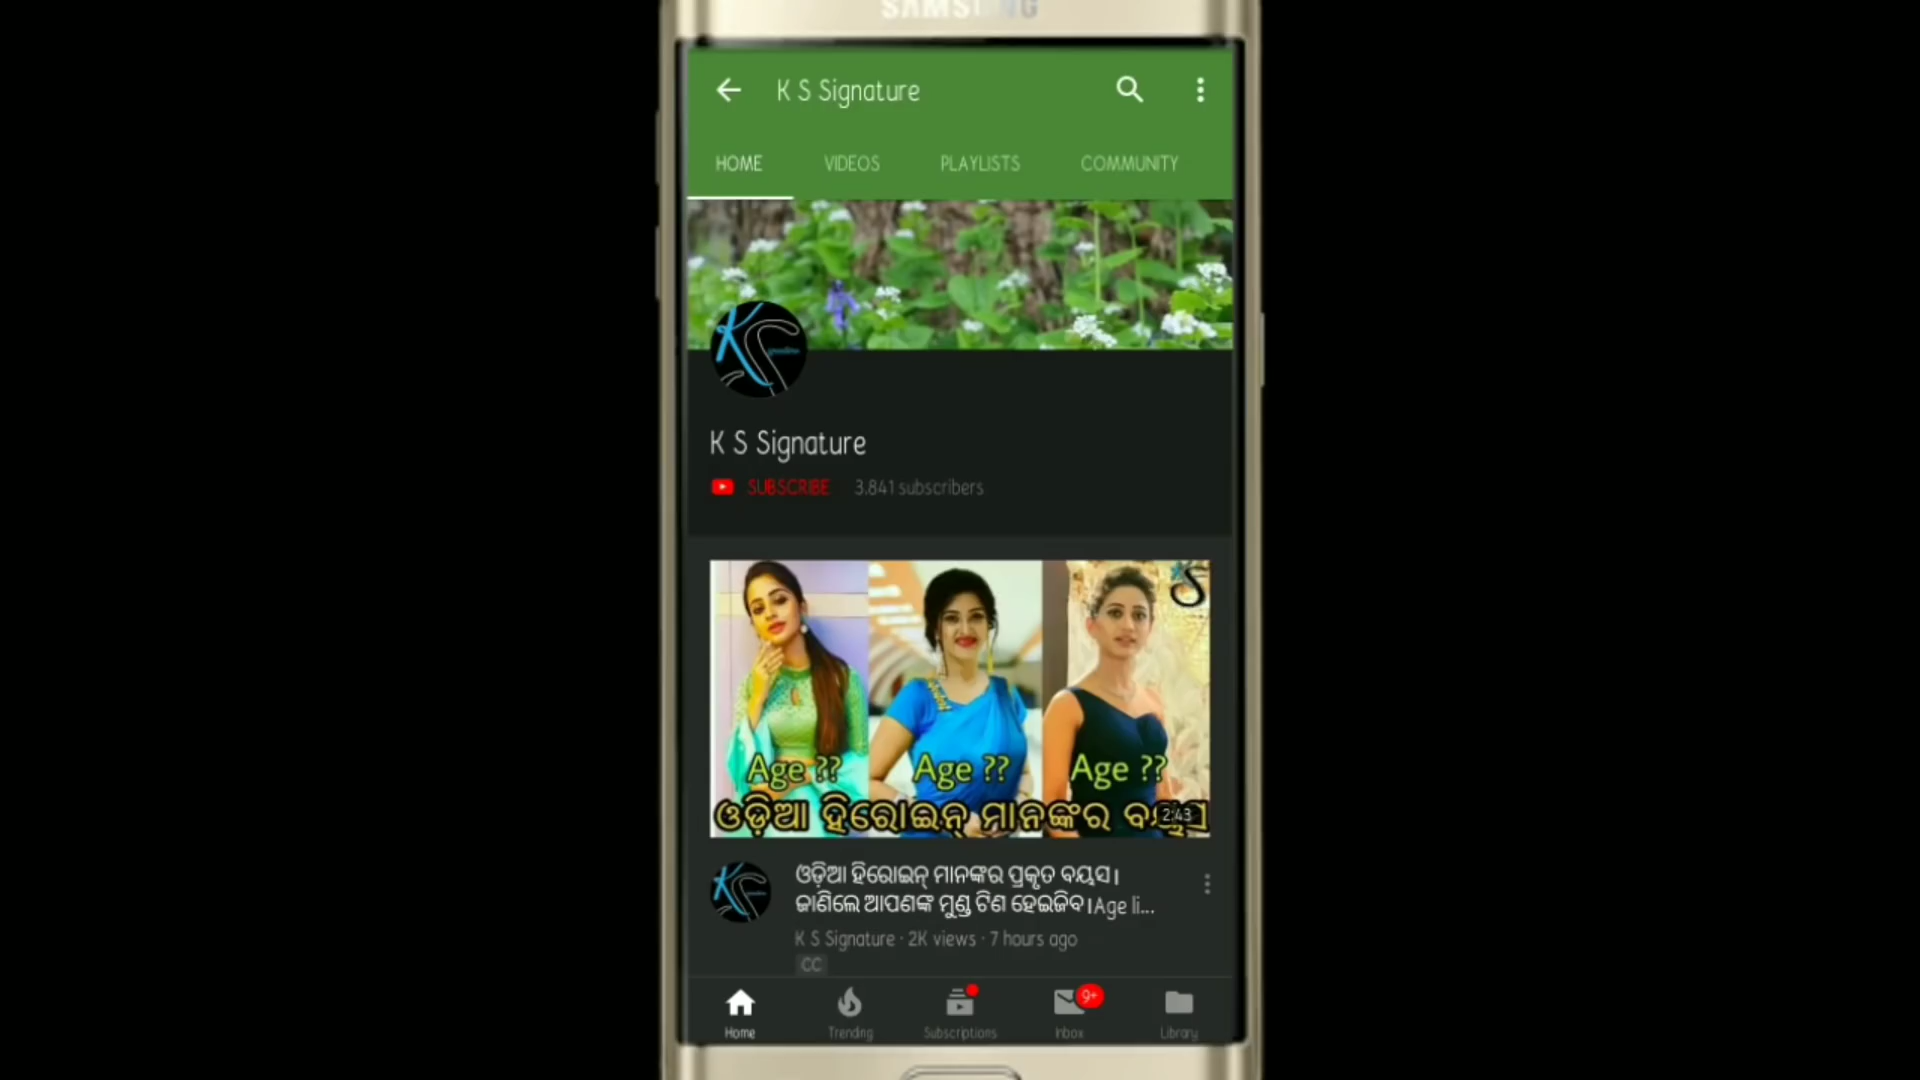 SAMSUNG
K S Signature
HOME VIDEOS PLAYLISTS COMMUNITY
K S Signature
SUBSCRIBE 3.841 subscribers
Age ?? Age ?? Age ??
ଓଡ଼ିଆ ହିରୋଇନ୍ ମାନଙ୍କର ବୟସ
2:43
ଓଡ଼ିଆ ହିରୋଇନ୍ ମାନଙ୍କର ପ୍ରକୃତ ବୟସ।
ଜାଣିଲେ ଆପଣଙ୍କ ମୁଣ୍ଡ ଟିଣ ହେଇଜିବ।Age li...
K S Signature · 2K views · 7 hours ago
CC
9+
Home Trending Subscriptions Inbox Library